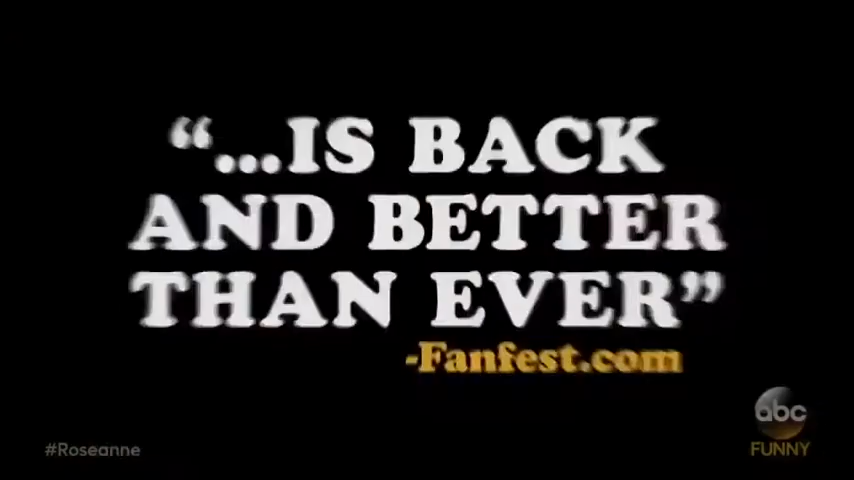 “...IS BACK
AND BETTER
THAN EVER”
-Fanfest.com
abc
#Roseanne
FUNNY